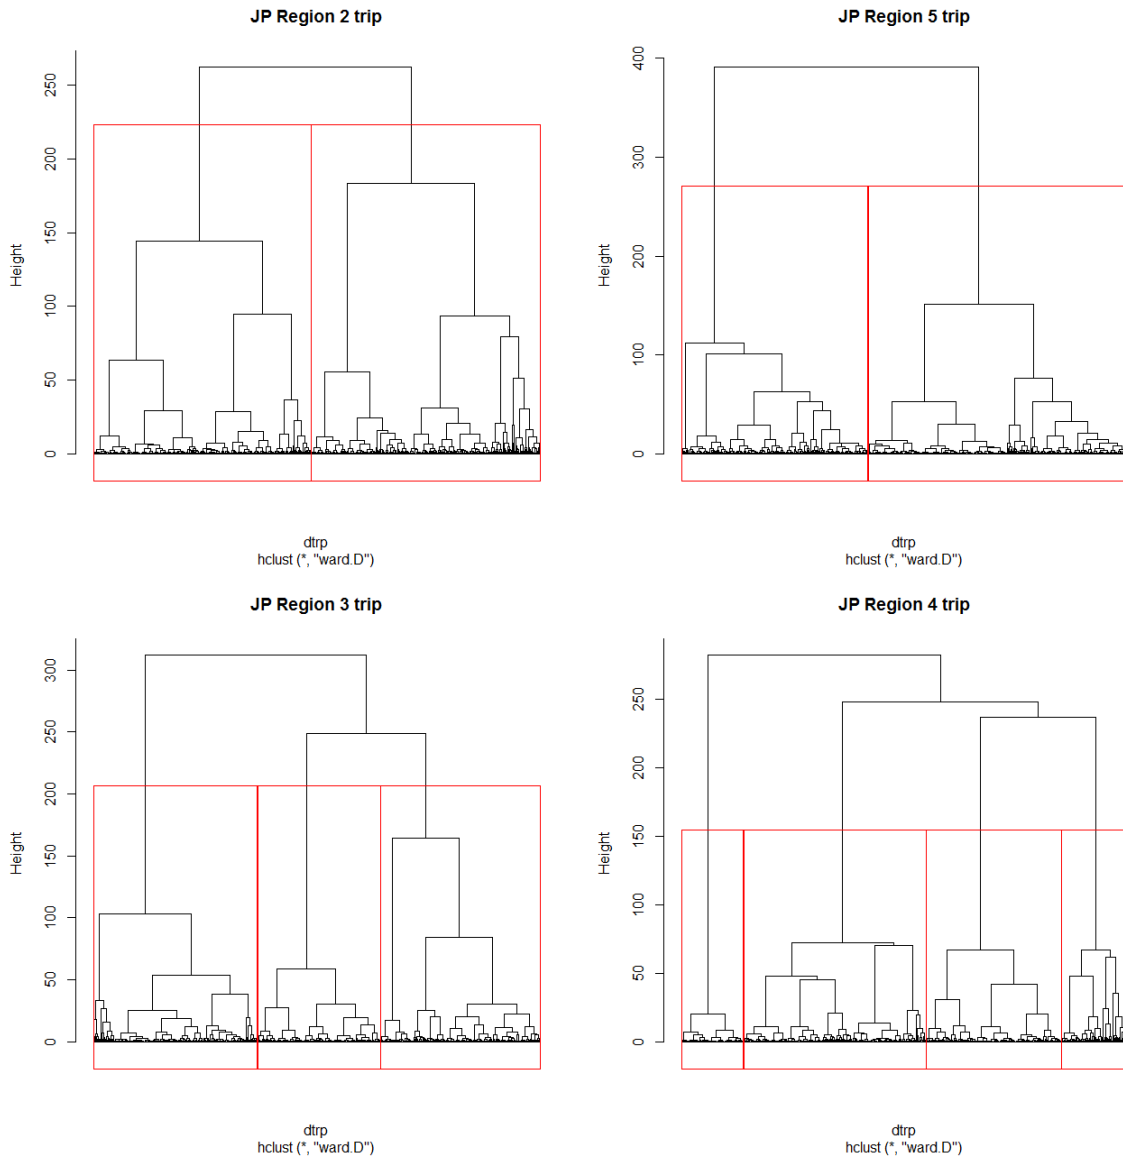 JP Region 2 trip
Height
0
50
100
150
200
250
dtrp
hclust (*, "ward.D")
JP Region 5 trip
Height
0
100
200
300
400
dtrp
hclust (*, "ward.D")
JP Region 3 trip
Height
0
50
100
150
200
250
300
dtrp
hclust (*, "ward.D")
JP Region 4 trip
Height
0
50
100
150
200
250
dtrp
hclust (*, "ward.D")